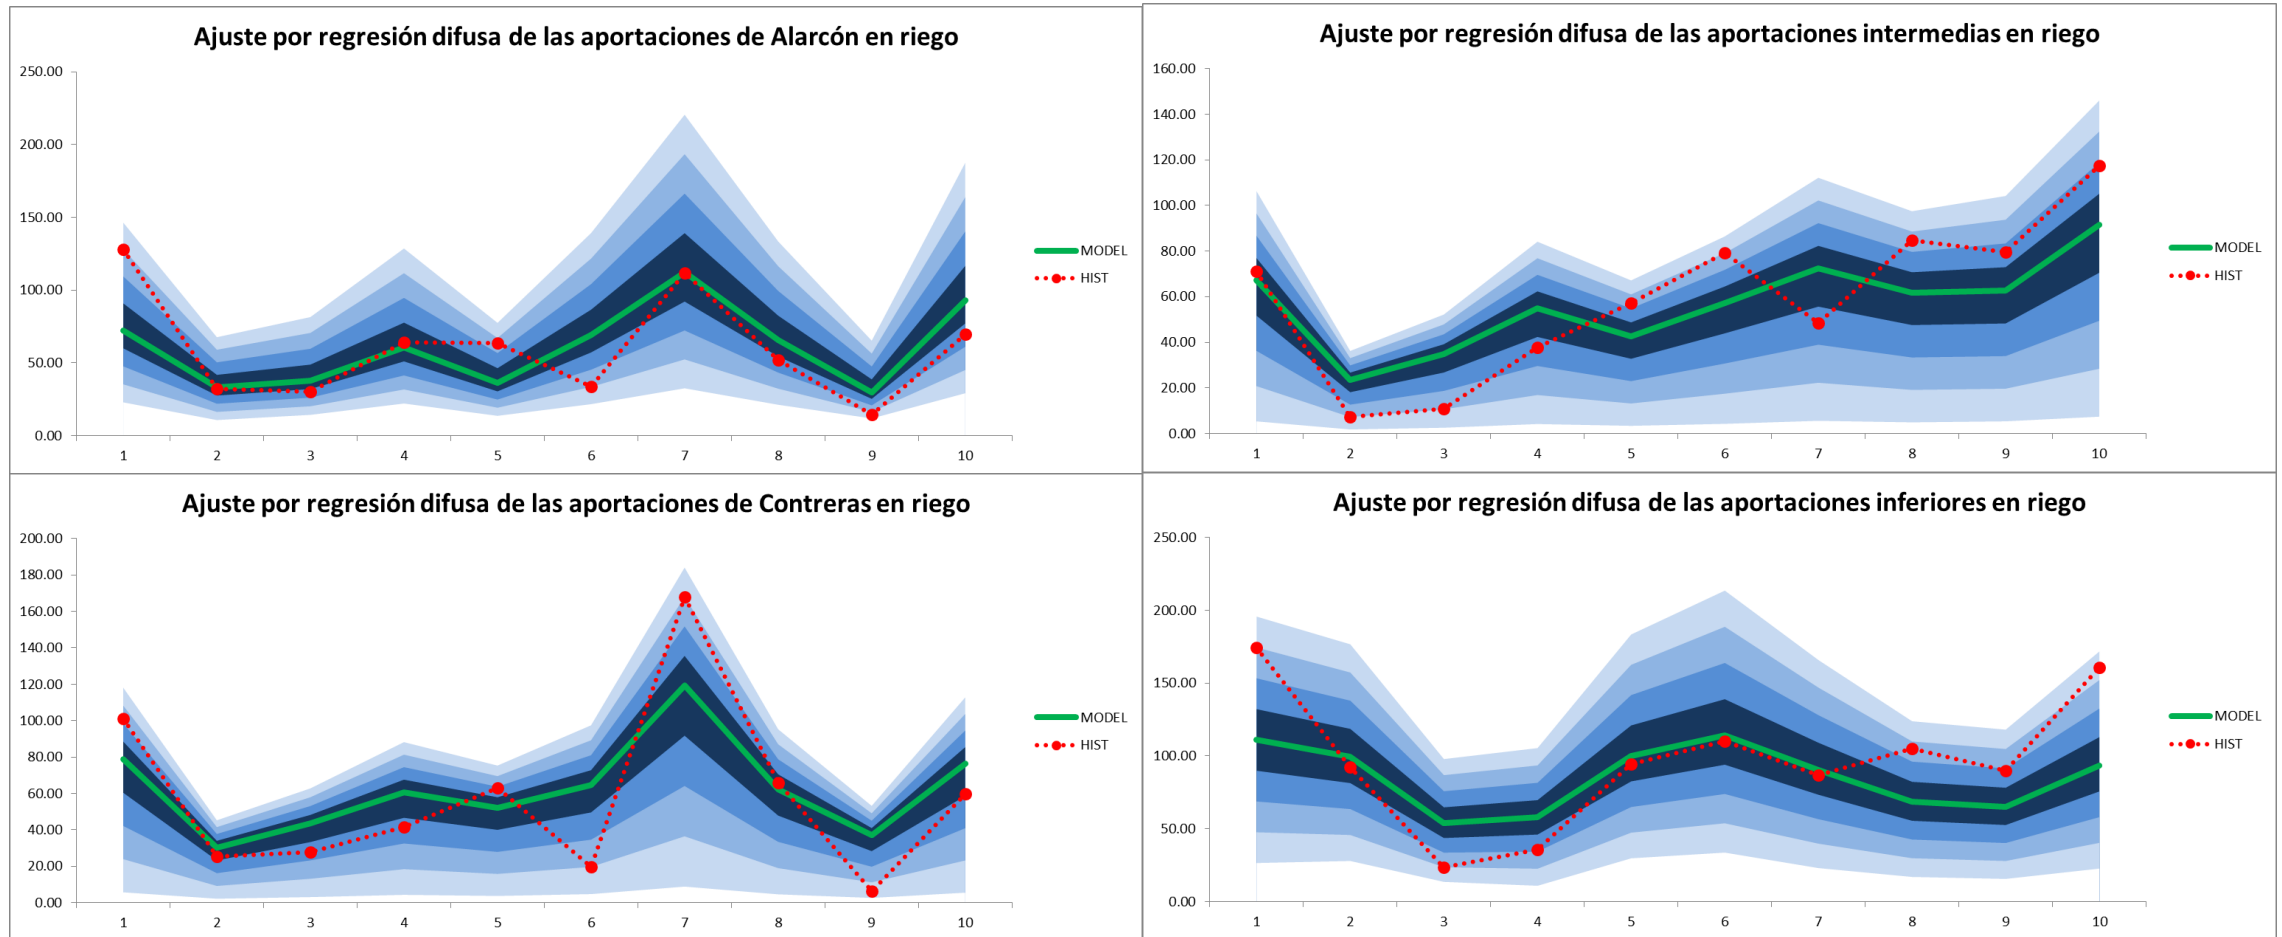 Ajuste por regresión difusa de las aportaciones de Alarcón en riego
250.00
200.00
150.00
100.00
50.00
0.00
1 2 3 4 5 6 7 8 9 10
MODEL
HIST
Ajuste por regresión difusa de las aportaciones intermedias en riego
160.00
140.00
120.00
100.00
80.00
60.00
40.00
20.00
0.00
1 2 3 4 5 6 7 8 9 10
MODEL
HIST
Ajuste por regresión difusa de las aportaciones de Contreras en riego
200.00
180.00
160.00
140.00
120.00
100.00
80.00
60.00
40.00
20.00
0.00
1 2 3 4 5 6 7 8 9 10
MODEL
HIST
Ajuste por regresión difusa de las aportaciones inferiores en riego
250.00
200.00
150.00
100.00
50.00
0.00
1 2 3 4 5 6 7 8 9 10
MODEL
HIST